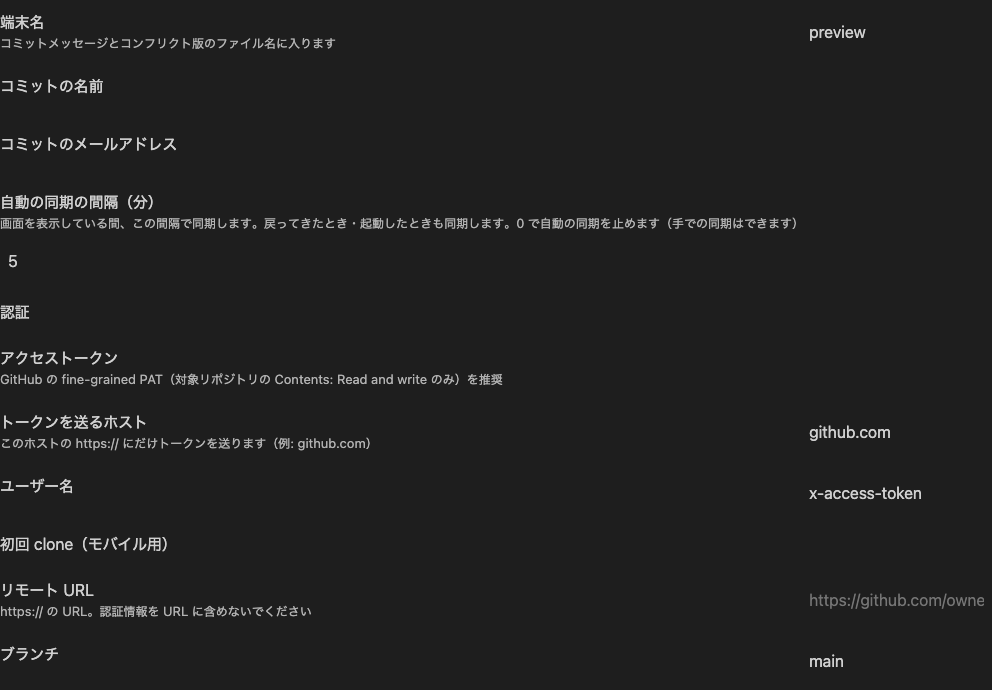 端末名
コミットメッセージとコンフリクト版のファイル名に入ります
preview
コミットの名前
コミットのメールアドレス
自動の同期の間隔（分）
画面を表示している間、この間隔で同期します。戻ってきたとき・起動したときも同期します。0 で自動の同期を止めます（手での同期はできます）
5
認証
アクセストークン
GitHub の fine-grained PAT（対象リポジトリの Contents: Read and write のみ）を推奨
トークンを送るホスト
このホストの https:// にだけトークンを送ります（例: github.com）
github.com
ユーザー名
x-access-token
初回 clone（モバイル用）
リモート URL
https:// の URL。認証情報を URL に含めないでください
https://github.com/owne
ブランチ
main